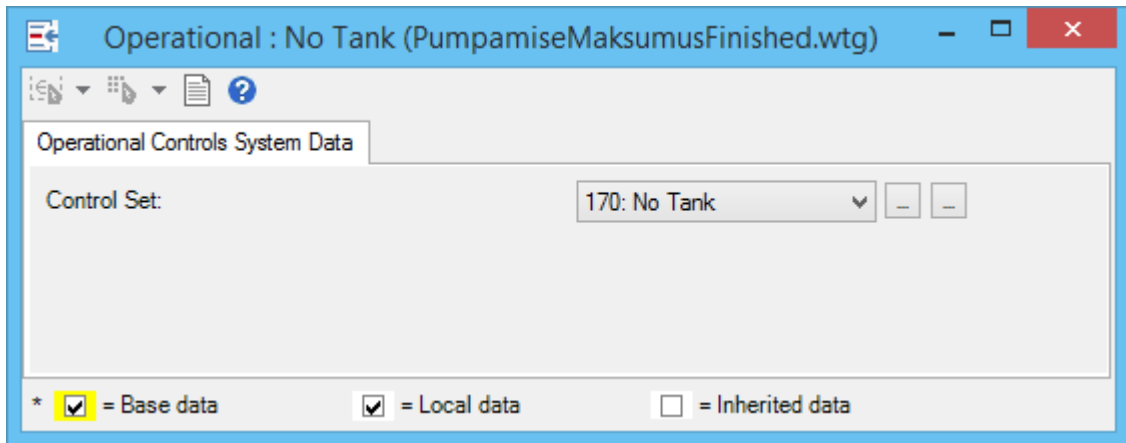 Operational : No Tank (PumpamiseMaksumusFinished.wtg)
Operational Controls System Data
Control Set:
170: No Tank
... ...
* = Base data = Local data = Inherited data